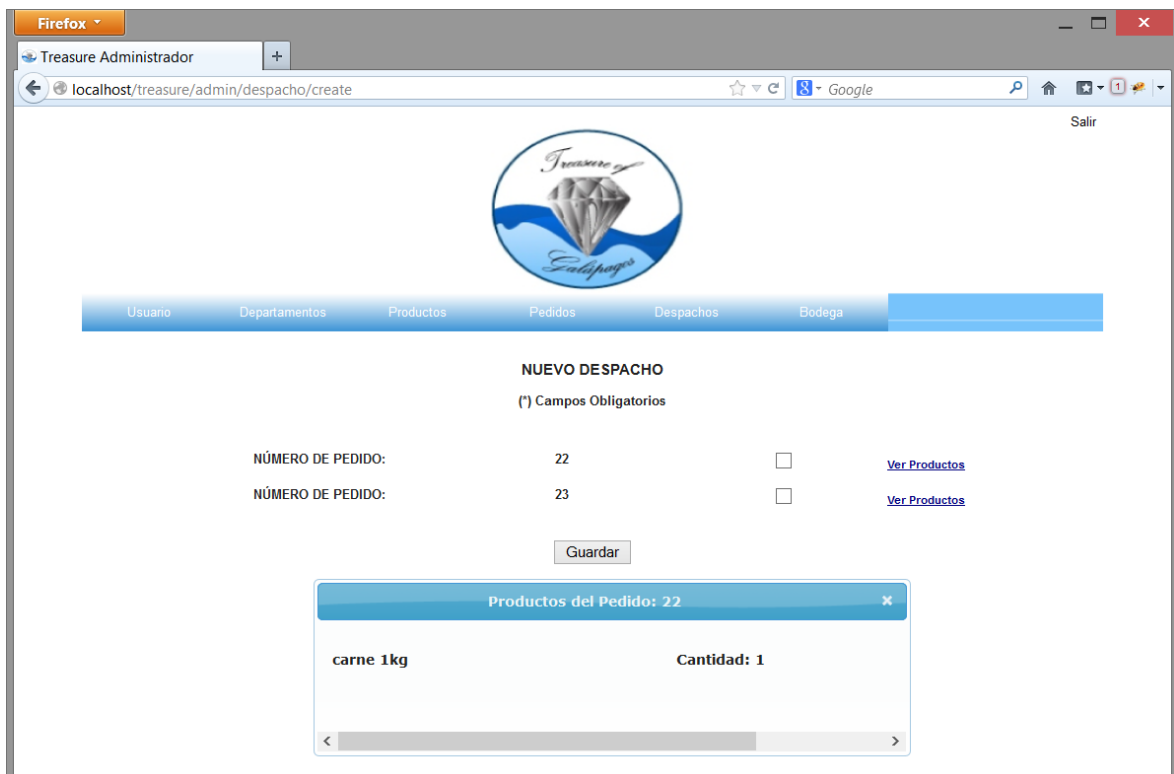 Firefox
Treasure Administrador
+
localhost/treasure/admin/despacho/create
8 Google
1
Salir
Treasure of
Galápagos
Usuario Departamentos Productos Pedidos Despachos Bodega
NUEVO DESPACHO
(*) Campos Obligatorios
NÚMERO DE PEDIDO: 22 Ver Productos
NÚMERO DE PEDIDO: 23 Ver Productos
Guardar
Productos del Pedido: 22
carne 1kg Cantidad: 1